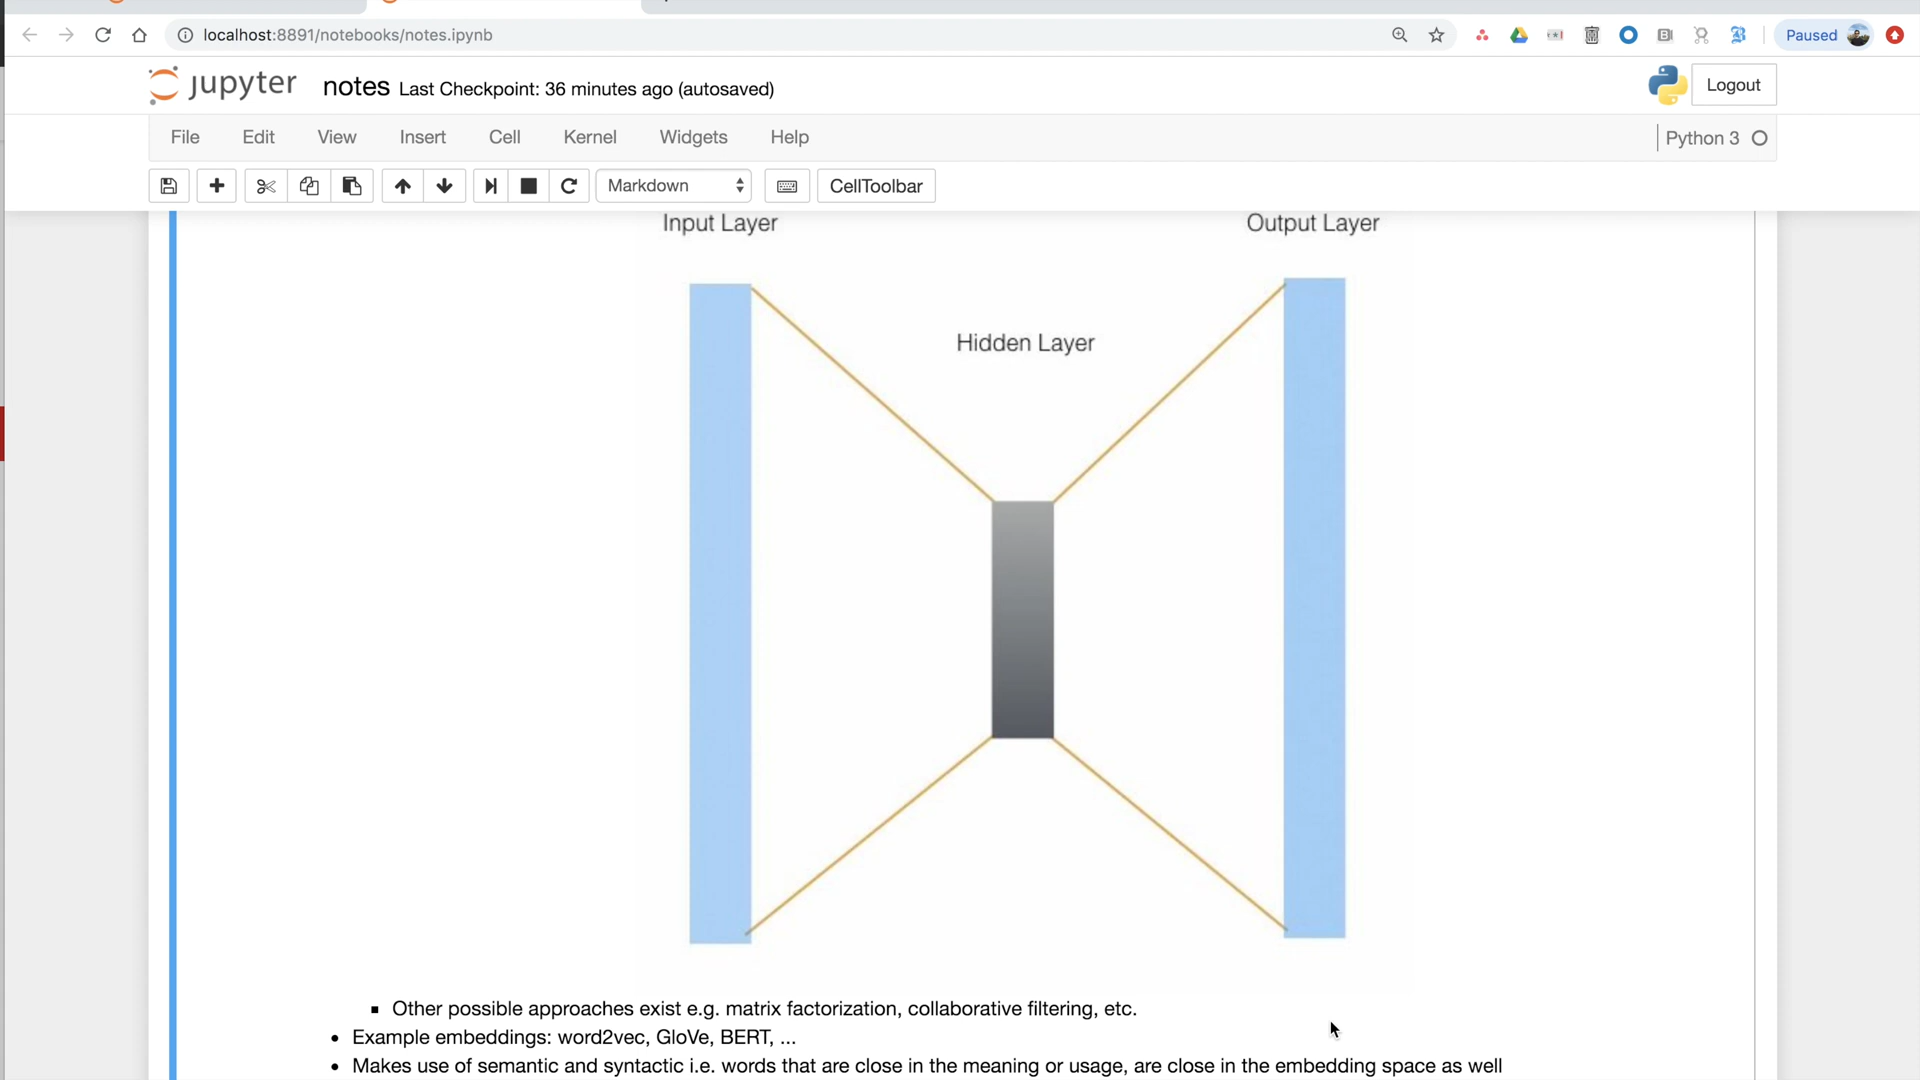 localhost:8891/notebooks/notes.ipynb
Paused
jupyter notes Last Checkpoint: 36 minutes ago (autosaved)
Logout
File Edit View Insert Cell Kernel Widgets Help
Python 3
Markdown
CellToolbar
Input Layer
Output Layer
Hidden Layer
Other possible approaches exist e.g. matrix factorization, collaborative filtering, etc.
Example embeddings: word2vec, GloVe, BERT, ...
Makes use of semantic and syntactic i.e. words that are close in the meaning or usage, are close in the embedding space as well